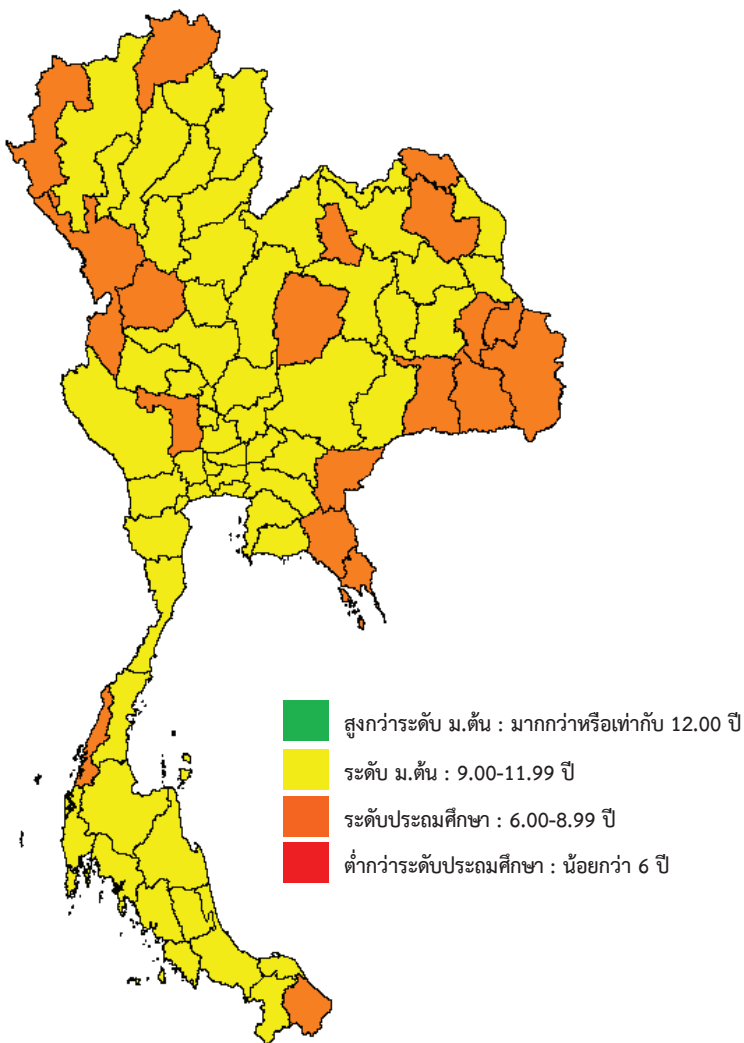 สูงกว่าระดับ ม.ต้น : มากกว่าหรือเท่ากับ 12.00 ปี
ระดับ ม.ต้น : 9.00-11.99 ปี
ระดับประถมศึกษา : 6.00-8.99 ปี
ต่ำกว่าระดับประถมศึกษา : น้อยกว่า 6 ปี